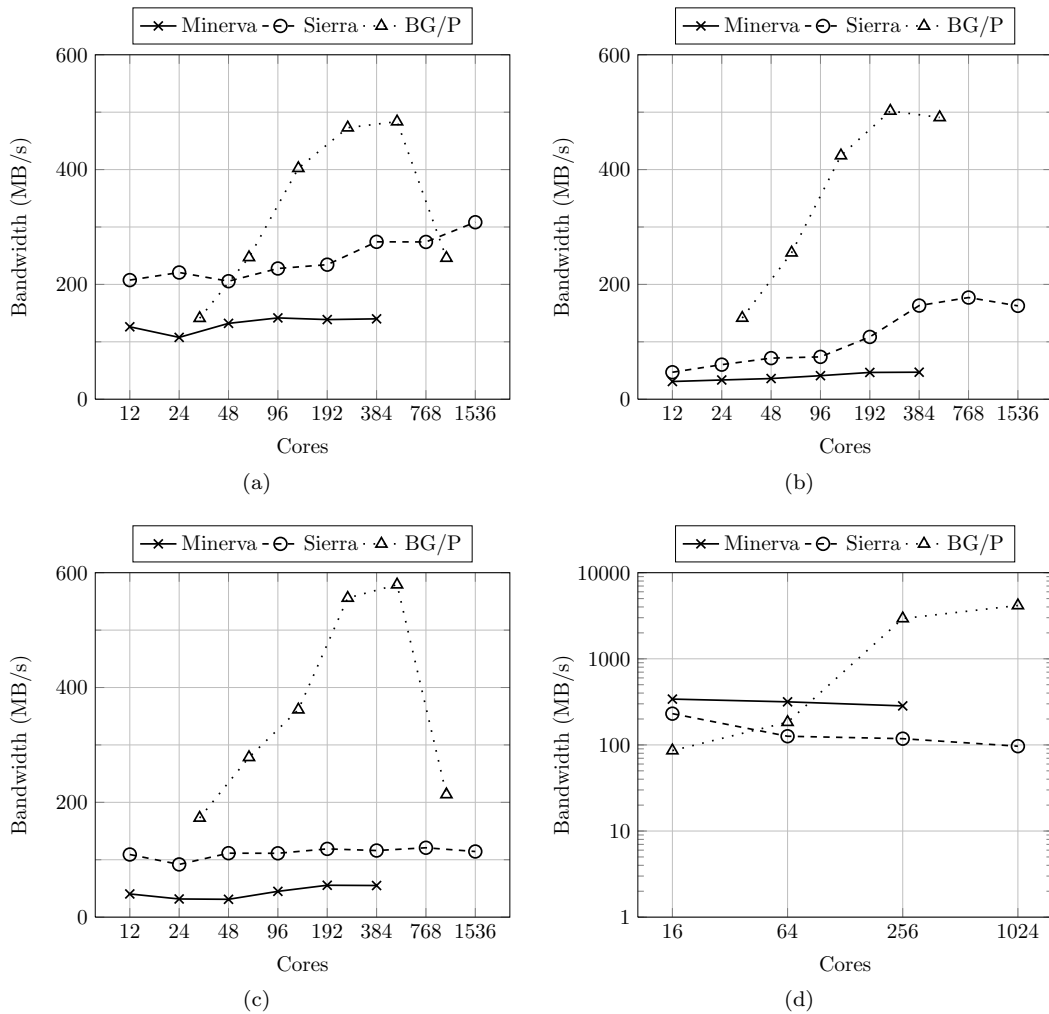 Minerva Sierra BG/P
600
400
200
0
Bandwidth (MB/s)
12 24 48 96 192 384 768 1536
Cores
(a)
Minerva Sierra BG/P
600
400
200
0
Bandwidth (MB/s)
12 24 48 96 192 384 768 1536
Cores
(b)
Minerva Sierra BG/P
600
400
200
0
Bandwidth (MB/s)
12 24 48 96 192 384 768 1536
Cores
(c)
Minerva Sierra BG/P
10000
1000
100
10
1
Bandwidth (MB/s)
16 64 256 1024
Cores
(d)